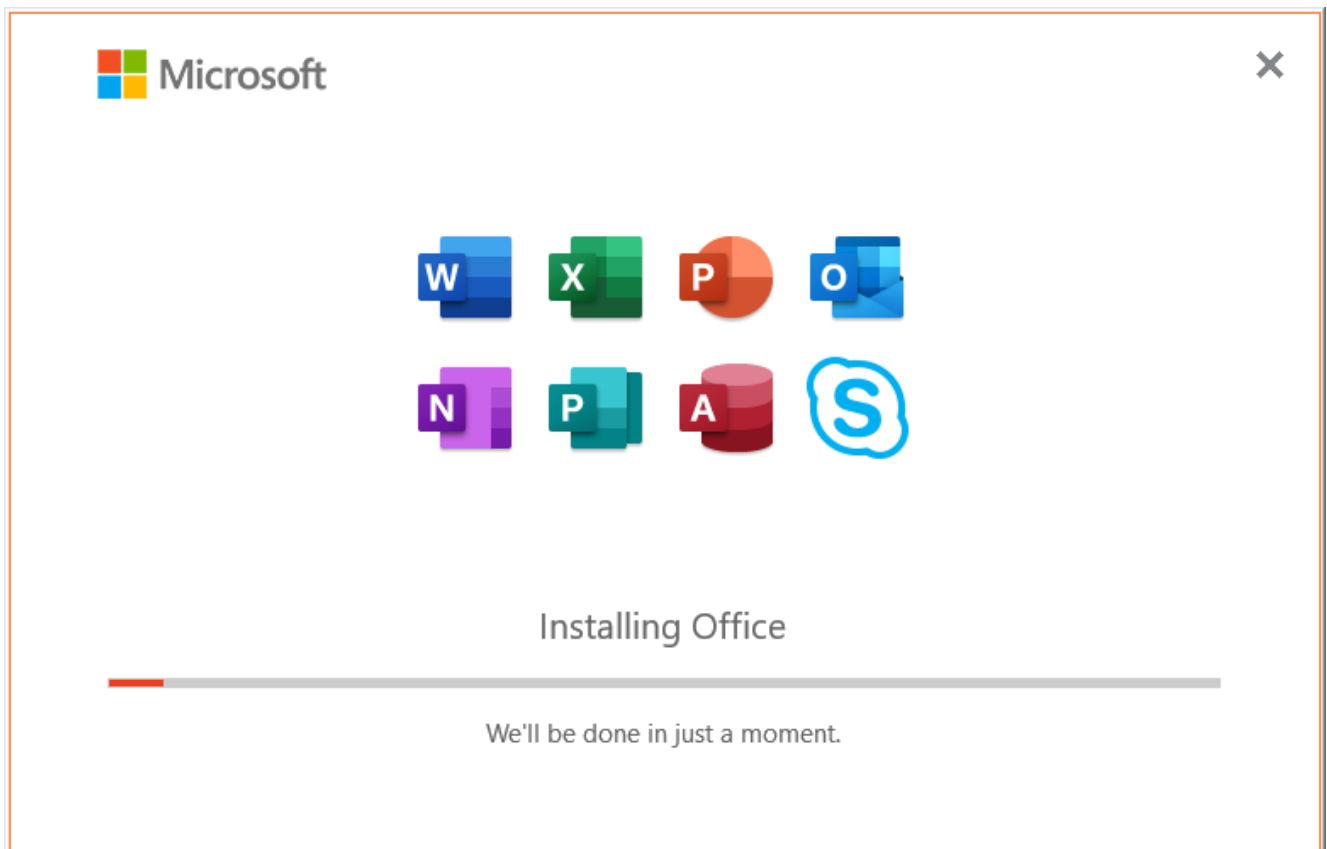 Microsoft
W X P O
N P A S
Installing Office
We'll be done in just a moment.